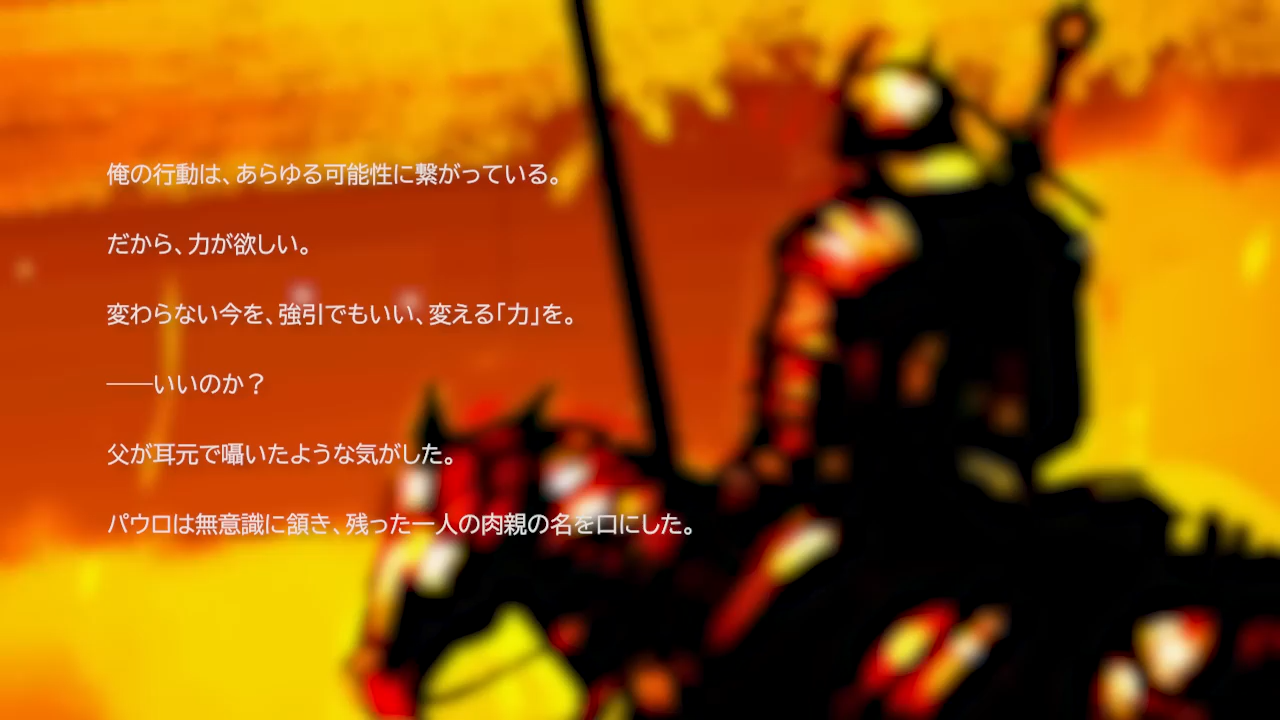 俺の行動は、あらゆる可能性に繋がっている。
だから、力が欲しい。
変わらない今を、強引でもいい、変える「力」を。
――いいのか？
父が耳元で囁いたような気がした。
パウロは無意識に頷き、残った一人の肉親の名を口にした。